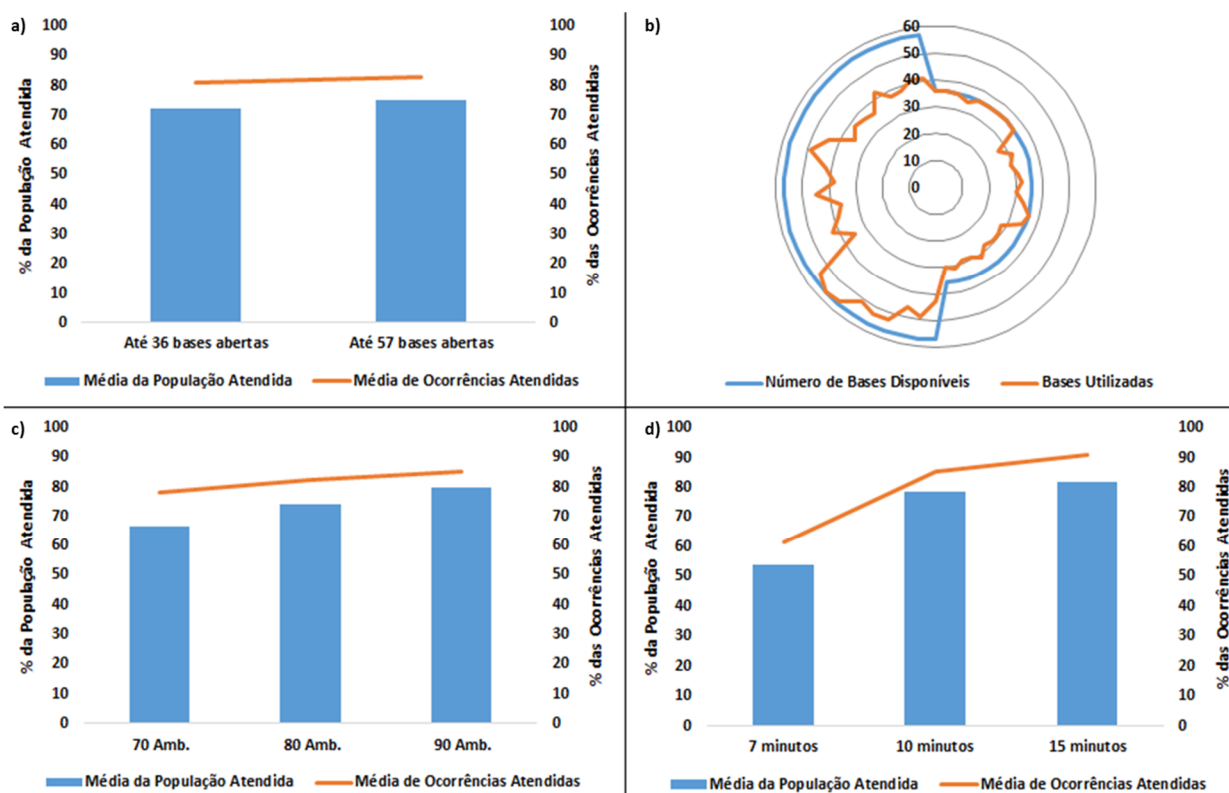 a)
% da População Atendida
100
90
80
70
60
50
40
30
20
10
0
100
90
80
70
60
50
40
30
20
10
0
% das Ocorrências Atendidas
Até 36 bases abertas
Até 57 bases abertas
Média da População Atendida
Média de Ocorrências Atendidas
b)
60
50
40
30
20
10
0
Número de Bases Disponíveis
Bases Utilizadas
c)
% da População Atendida
100
90
80
70
60
50
40
30
20
10
0
100
90
80
70
60
50
40
30
20
10
0
% das Ocorrências Atendidas
70 Amb.
80 Amb.
90 Amb.
Média da População Atendida
Média de Ocorrências Atendidas
d)
% da População Atendida
100
90
80
70
60
50
40
30
20
10
0
100
90
80
70
60
50
40
30
20
10
0
% das Ocorrências Atendidas
7 minutos
10 minutos
15 minutos
Média da População Atendida
Média de Ocorrências Atendidas